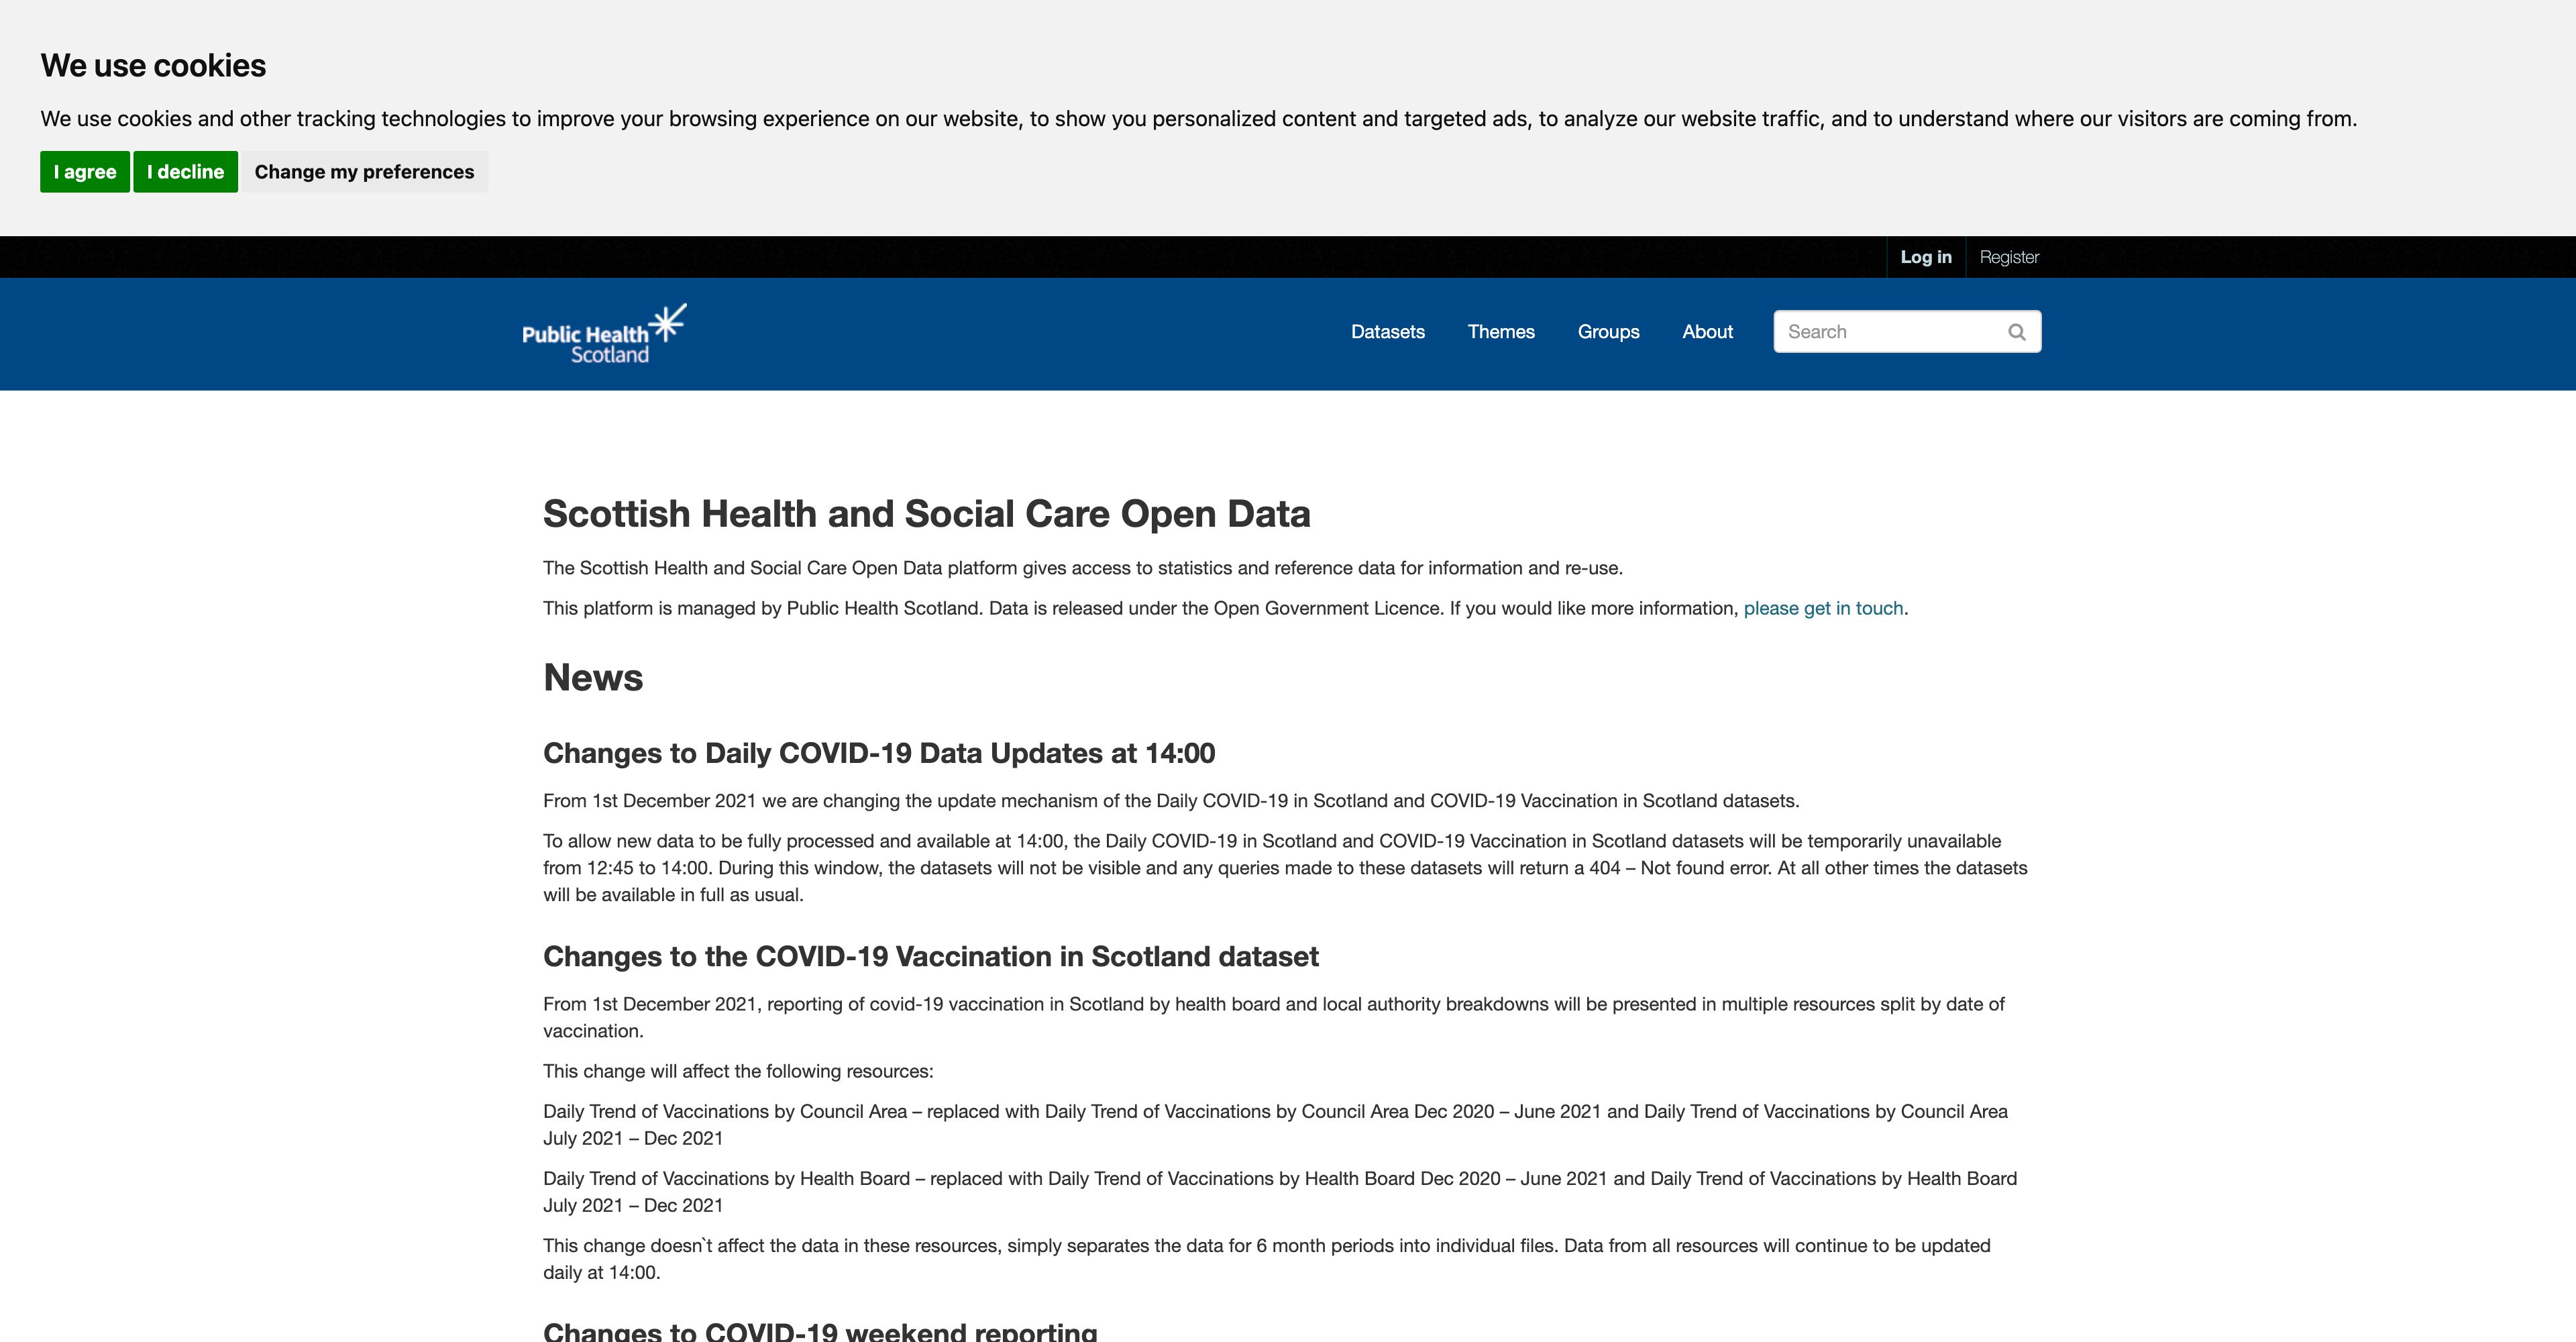 We use cookies
We use cookies and other tracking technologies to improve your browsing experience on our website, to show you personalized content and targeted ads, to analyze our website traffic, and to understand where our visitors are coming from.
I agree
I decline
Change my preferences
Log in
Register
Public Health
Scotland
Datasets
Themes
Groups
About
Search
Scottish Health and Social Care Open Data
The Scottish Health and Social Care Open Data platform gives access to statistics and reference data for information and re-use.
This platform is managed by Public Health Scotland. Data is released under the Open Government Licence. If you would like more information, please get in touch.
News
Changes to Daily COVID-19 Data Updates at 14:00
From 1st December 2021 we are changing the update mechanism of the Daily COVID-19 in Scotland and COVID-19 Vaccination in Scotland datasets.
To allow new data to be fully processed and available at 14:00, the Daily COVID-19 in Scotland and COVID-19 Vaccination in Scotland datasets will be temporarily unavailable
from 12:45 to 14:00. During this window, the datasets will not be visible and any queries made to these datasets will return a 404 – Not found error. At all other times the datasets
will be available in full as usual.
Changes to the COVID-19 Vaccination in Scotland dataset
From 1st December 2021, reporting of covid-19 vaccination in Scotland by health board and local authority breakdowns will be presented in multiple resources split by date of
vaccination.
This change will affect the following resources:
Daily Trend of Vaccinations by Council Area – replaced with Daily Trend of Vaccinations by Council Area Dec 2020 – June 2021 and Daily Trend of Vaccinations by Council Area
July 2021 – Dec 2021
Daily Trend of Vaccinations by Health Board – replaced with Daily Trend of Vaccinations by Health Board Dec 2020 – June 2021 and Daily Trend of Vaccinations by Health Board
July 2021 – Dec 2021
This change doesn`t affect the data in these resources, simply separates the data for 6 month periods into individual files. Data from all resources will continue to be updated
daily at 14:00.
Changes to COVID-19 weekend reporting